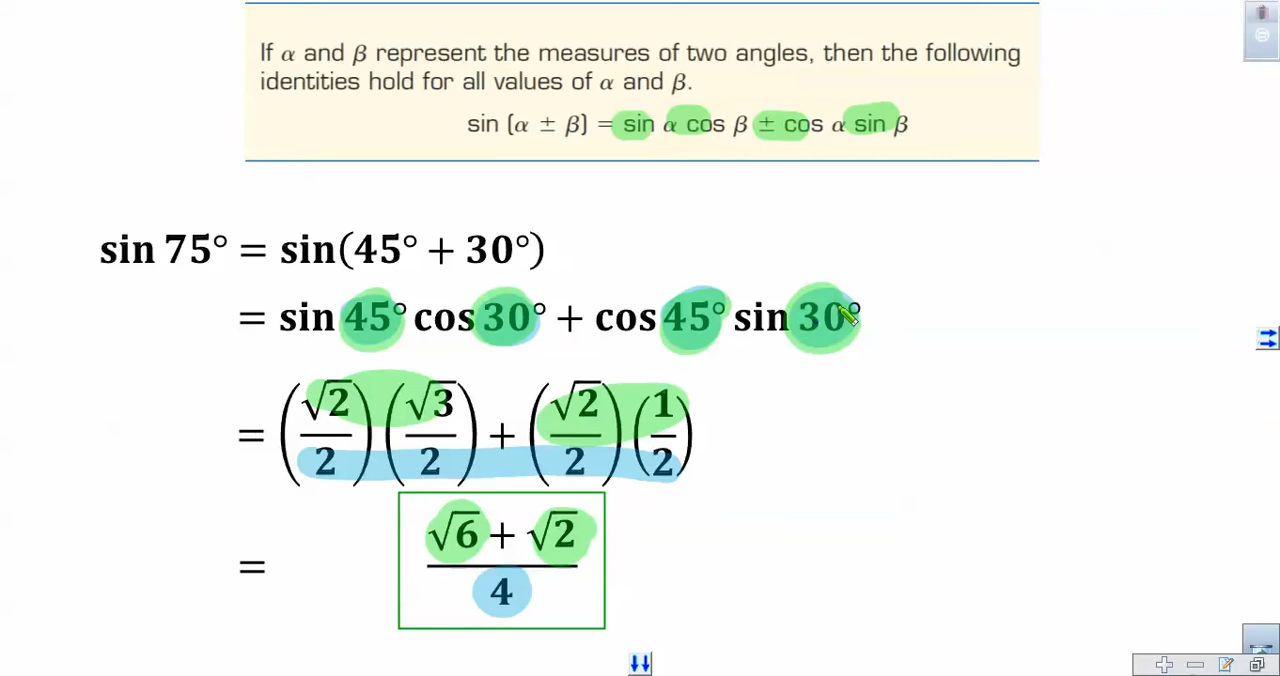 If α and β represent the measures of two angles, then the following
identities hold for all values of α and β.
sin (α ± β) = sin α cos β ± cos α sin β
sin 75° = sin(45° + 30°)
= sin 45° cos 30° + cos 45° sin 30°
= (√2/2)(√3/2) + (√2/2)(1/2)
= (√6 + √2)/4